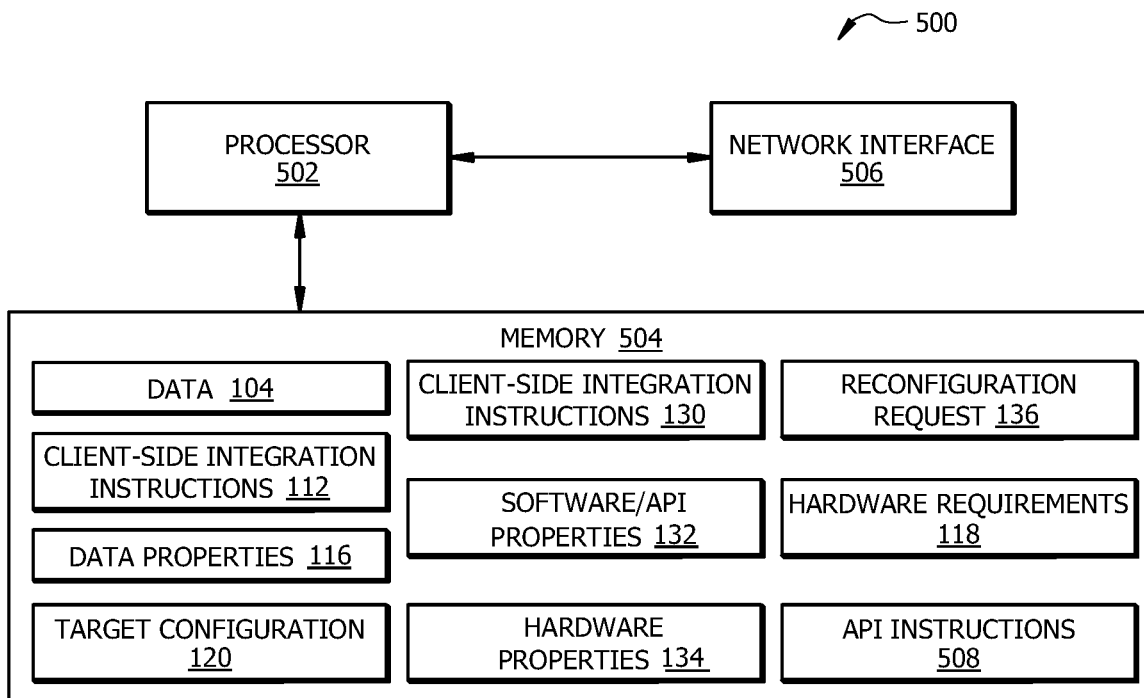 500
PROCESSOR
502
NETWORK INTERFACE
506
MEMORY 504
DATA 104
CLIENT-SIDE INTEGRATION
INSTRUCTIONS 112
DATA PROPERTIES 116
TARGET CONFIGURATION
120
CLIENT-SIDE INTEGRATION
INSTRUCTIONS 130
SOFTWARE/API
PROPERTIES 132
HARDWARE
PROPERTIES 134
RECONFIGURATION
REQUEST 136
HARDWARE REQUIREMENTS
118
API INSTRUCTIONS
508